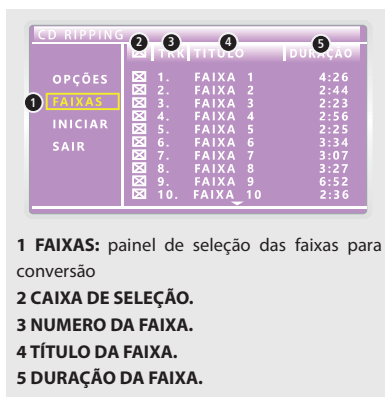 CD RIPPING
2 3 4 5
TRK TITULO DURAÇÃO
OPÇÕES
1 FAIXAS
INICIAR
SAIR
1. FAIXA 1 4:26
2. FAIXA 2 2:44
3. FAIXA 3 2:23
4. FAIXA 4 2:56
5. FAIXA 5 2:25
6. FAIXA 6 3:34
7. FAIXA 7 3:07
8. FAIXA 8 3:27
9. FAIXA 9 6:52
10. FAIXA 10 2:36
1 FAIXAS: painel de seleção das faixas para
conversão
2 CAIXA DE SELEÇÃO.
3 NUMERO DA FAIXA.
4 TÍTULO DA FAIXA.
5 DURAÇÃO DA FAIXA.